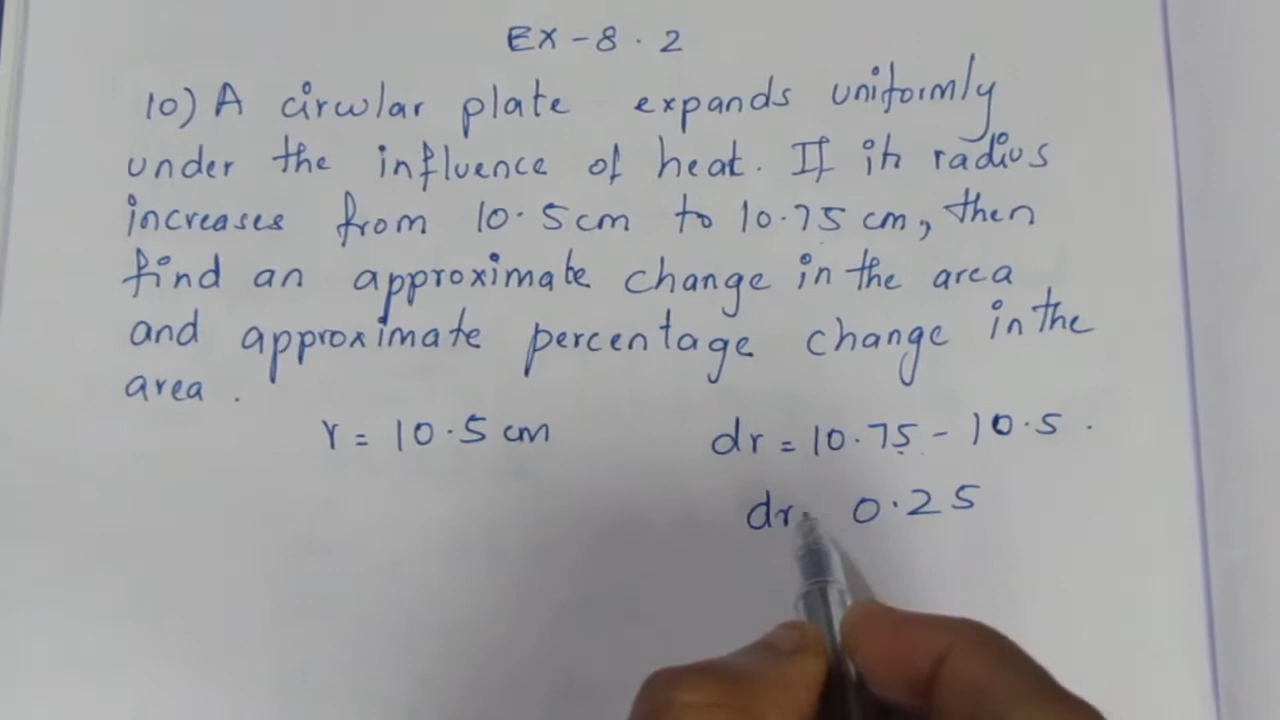 EX - 8.2
10) A circular plate expands uniformly
under the influence of heat. If its radius
increases from 10.5cm to 10.75 cm, then
find an approximate change in the area
and approximate percentage change in the
area.
r = 10.5 cm dr = 10.75 - 10.5.
dr = 0.25